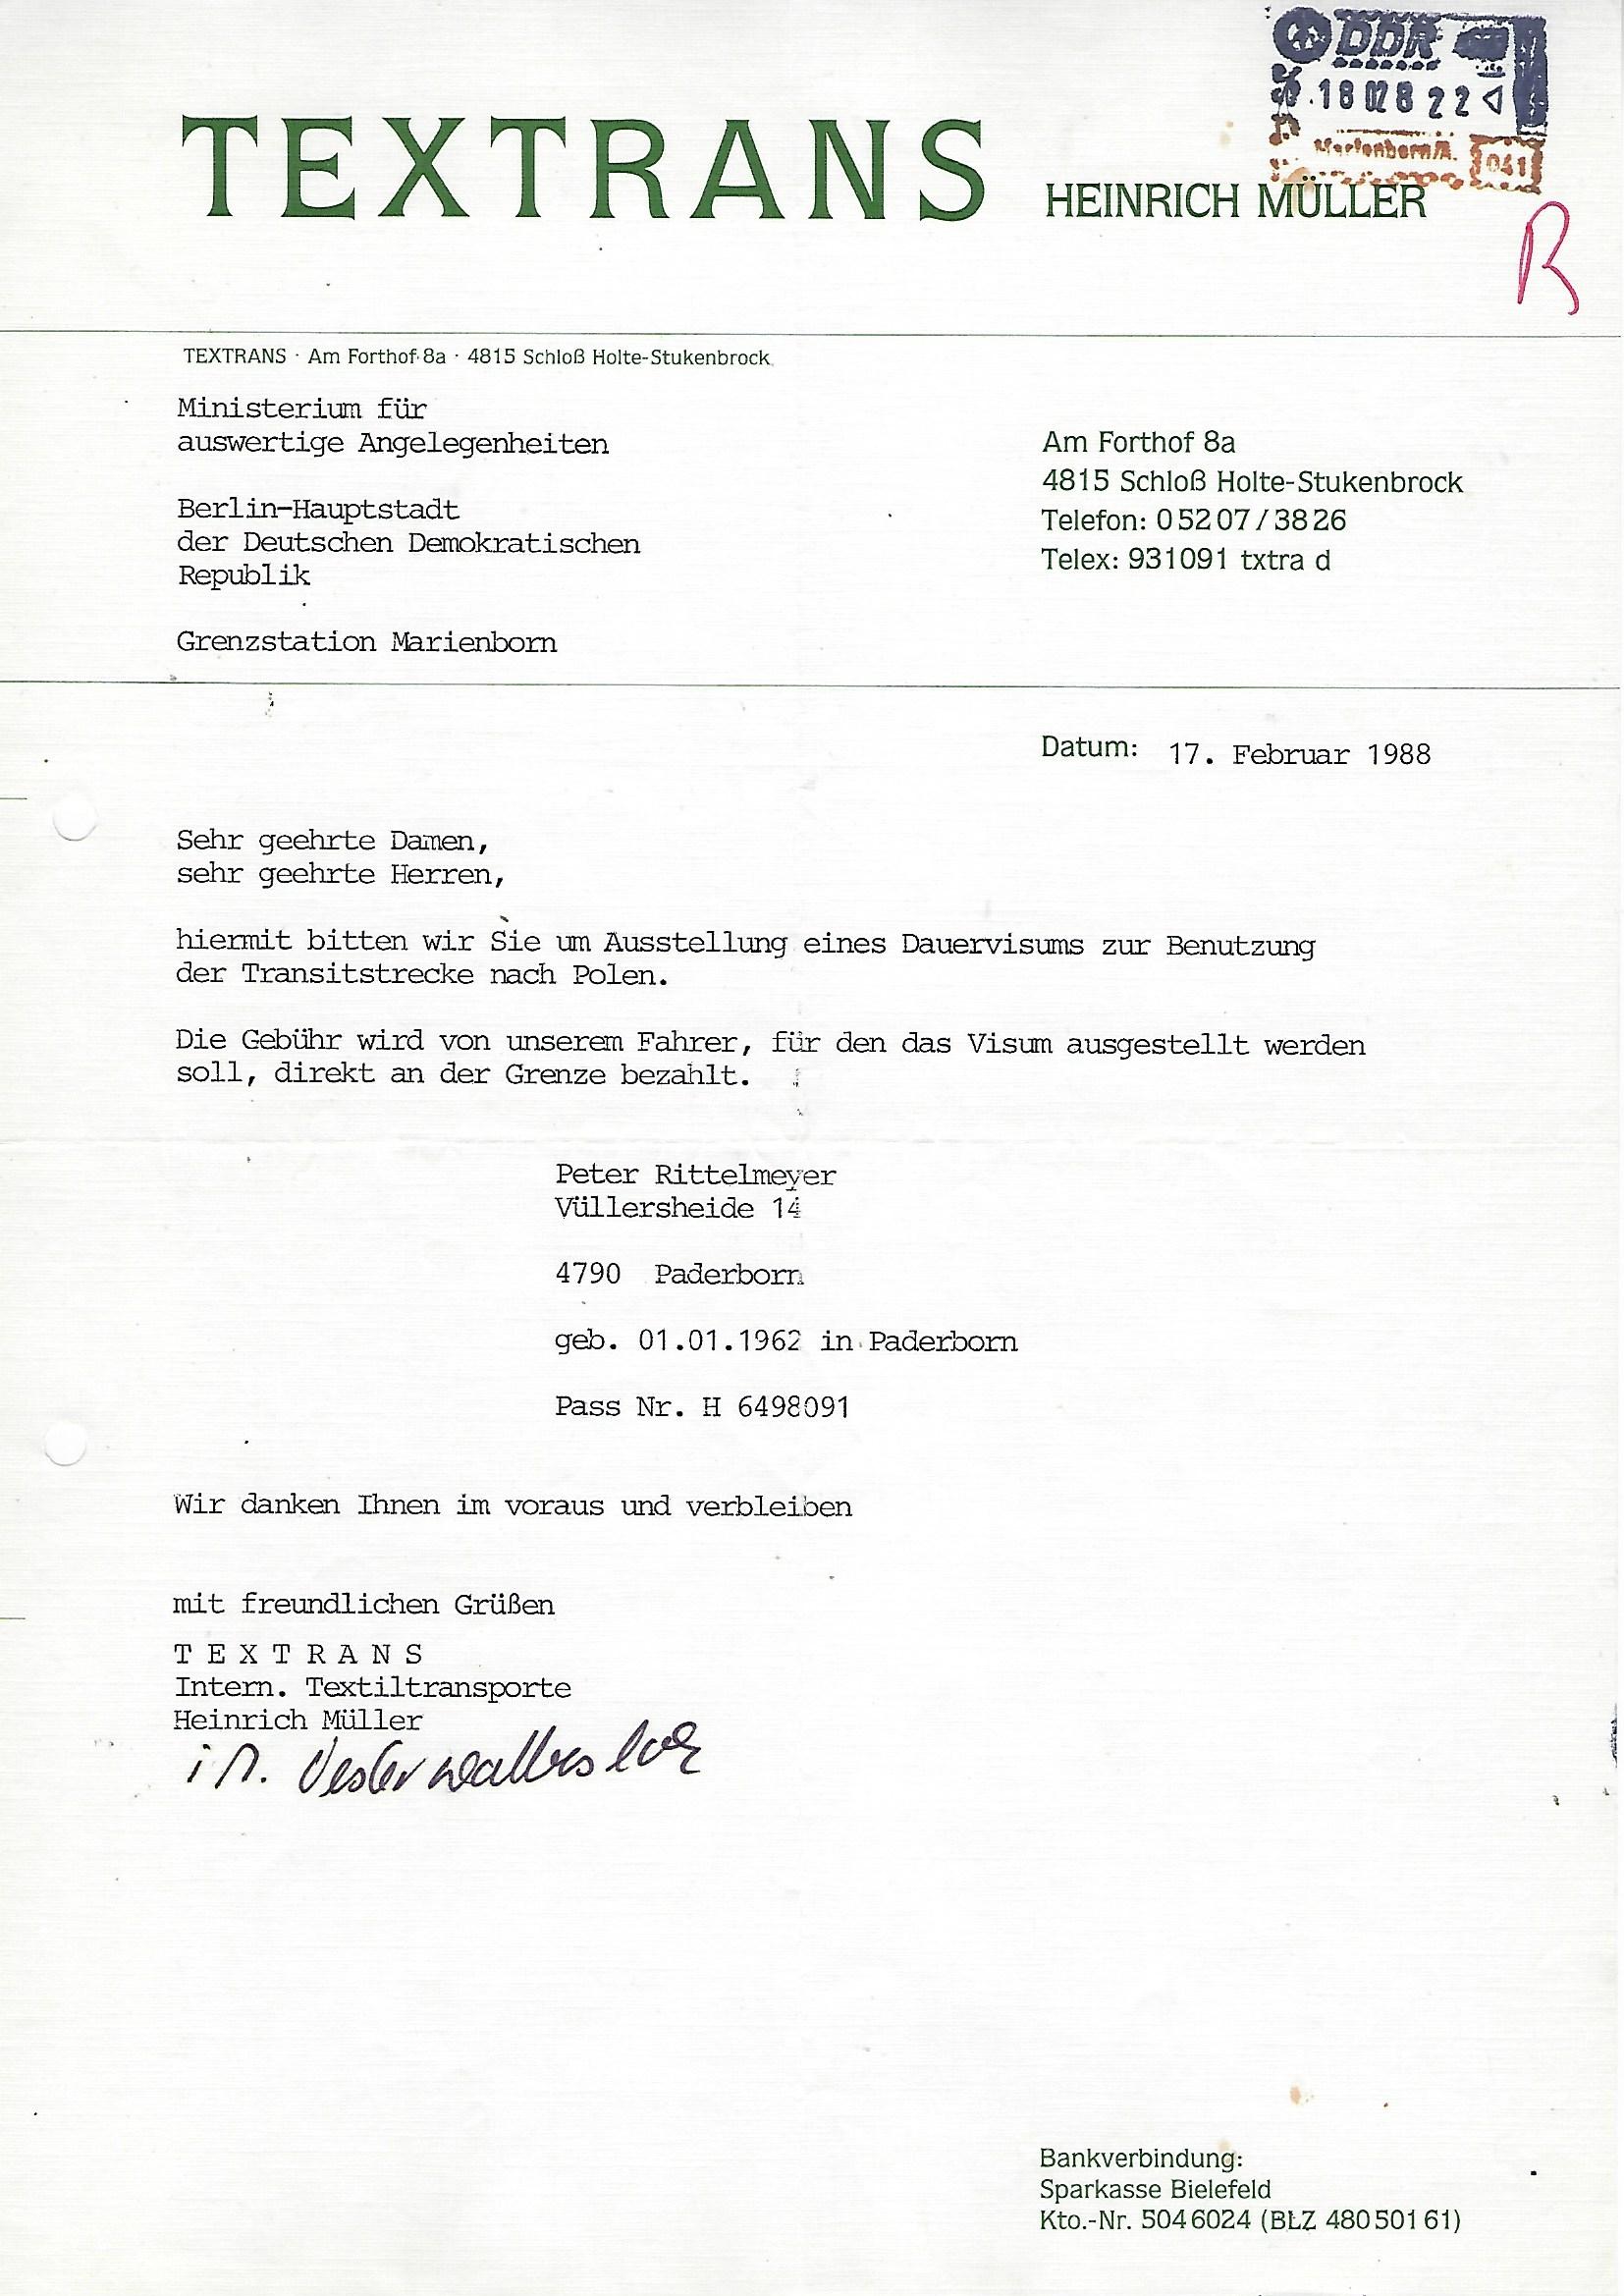 DDR
18 02 8 22
Marienborn/A.
041
TEXTRANS HEINRICH MÜLLER
R
TEXTRANS · Am Forthof 8a · 4815 Schloß Holte-Stukenbrock
Ministerium für
auswertige Angelegenheiten
Berlin-Hauptstadt
der Deutschen Demokratischen
Republik
Grenzstation Marienborn
Am Forthof 8a
4815 Schloß Holte-Stukenbrock
Telefon: 05207/3826
Telex: 931091 txtra d
Datum: 17. Februar 1988
Sehr geehrte Damen,
sehr geehrte Herren,
hiermit bitten wir Sie um Ausstellung eines Dauervisums zur Benutzung
der Transitstrecke nach Polen.
Die Gebühr wird von unserem Fahrer, für den das Visum ausgestellt werden
soll, direkt an der Grenze bezahlt.
Peter Rittelmeyer
Vüllersheide 14
4790 Paderborn
geb. 01.01.1962 in Paderborn
Pass Nr. H 6498091
Wir danken Ihnen im voraus und verbleiben
mit freundlichen Grüßen
T E X T R A N S
Intern. Textiltransporte
Heinrich Müller
Bankverbindung:
Sparkasse Bielefeld
Kto.-Nr. 5046024 (BLZ 48050161)